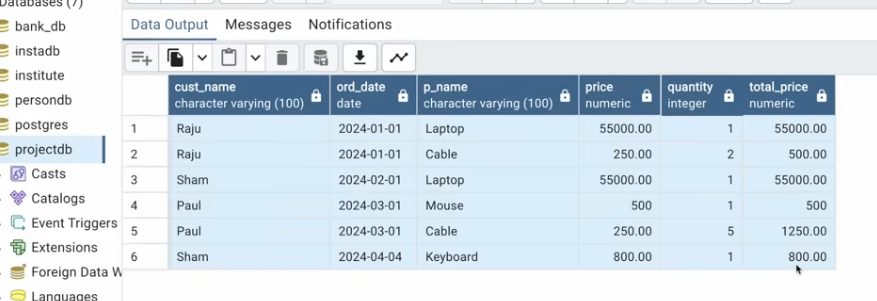 Databases (7)
bank_db
instadb
institute
persondb
postgres
projectdb
Casts
Catalogs
Event Triggers
Extensions
Foreign Data W
Languages
Data Output Messages Notifications
cust_name ord_date p_name price quantity total_price
character varying (100) date character varying (100) numeric integer numeric
1 Raju 2024-01-01 Laptop 55000.00 1 55000.00
2 Raju 2024-01-01 Cable 250.00 2 500.00
3 Sham 2024-02-01 Laptop 55000.00 1 55000.00
4 Paul 2024-03-01 Mouse 500 1 500
5 Paul 2024-03-01 Cable 250.00 5 1250.00
6 Sham 2024-04-04 Keyboard 800.00 1 800.00